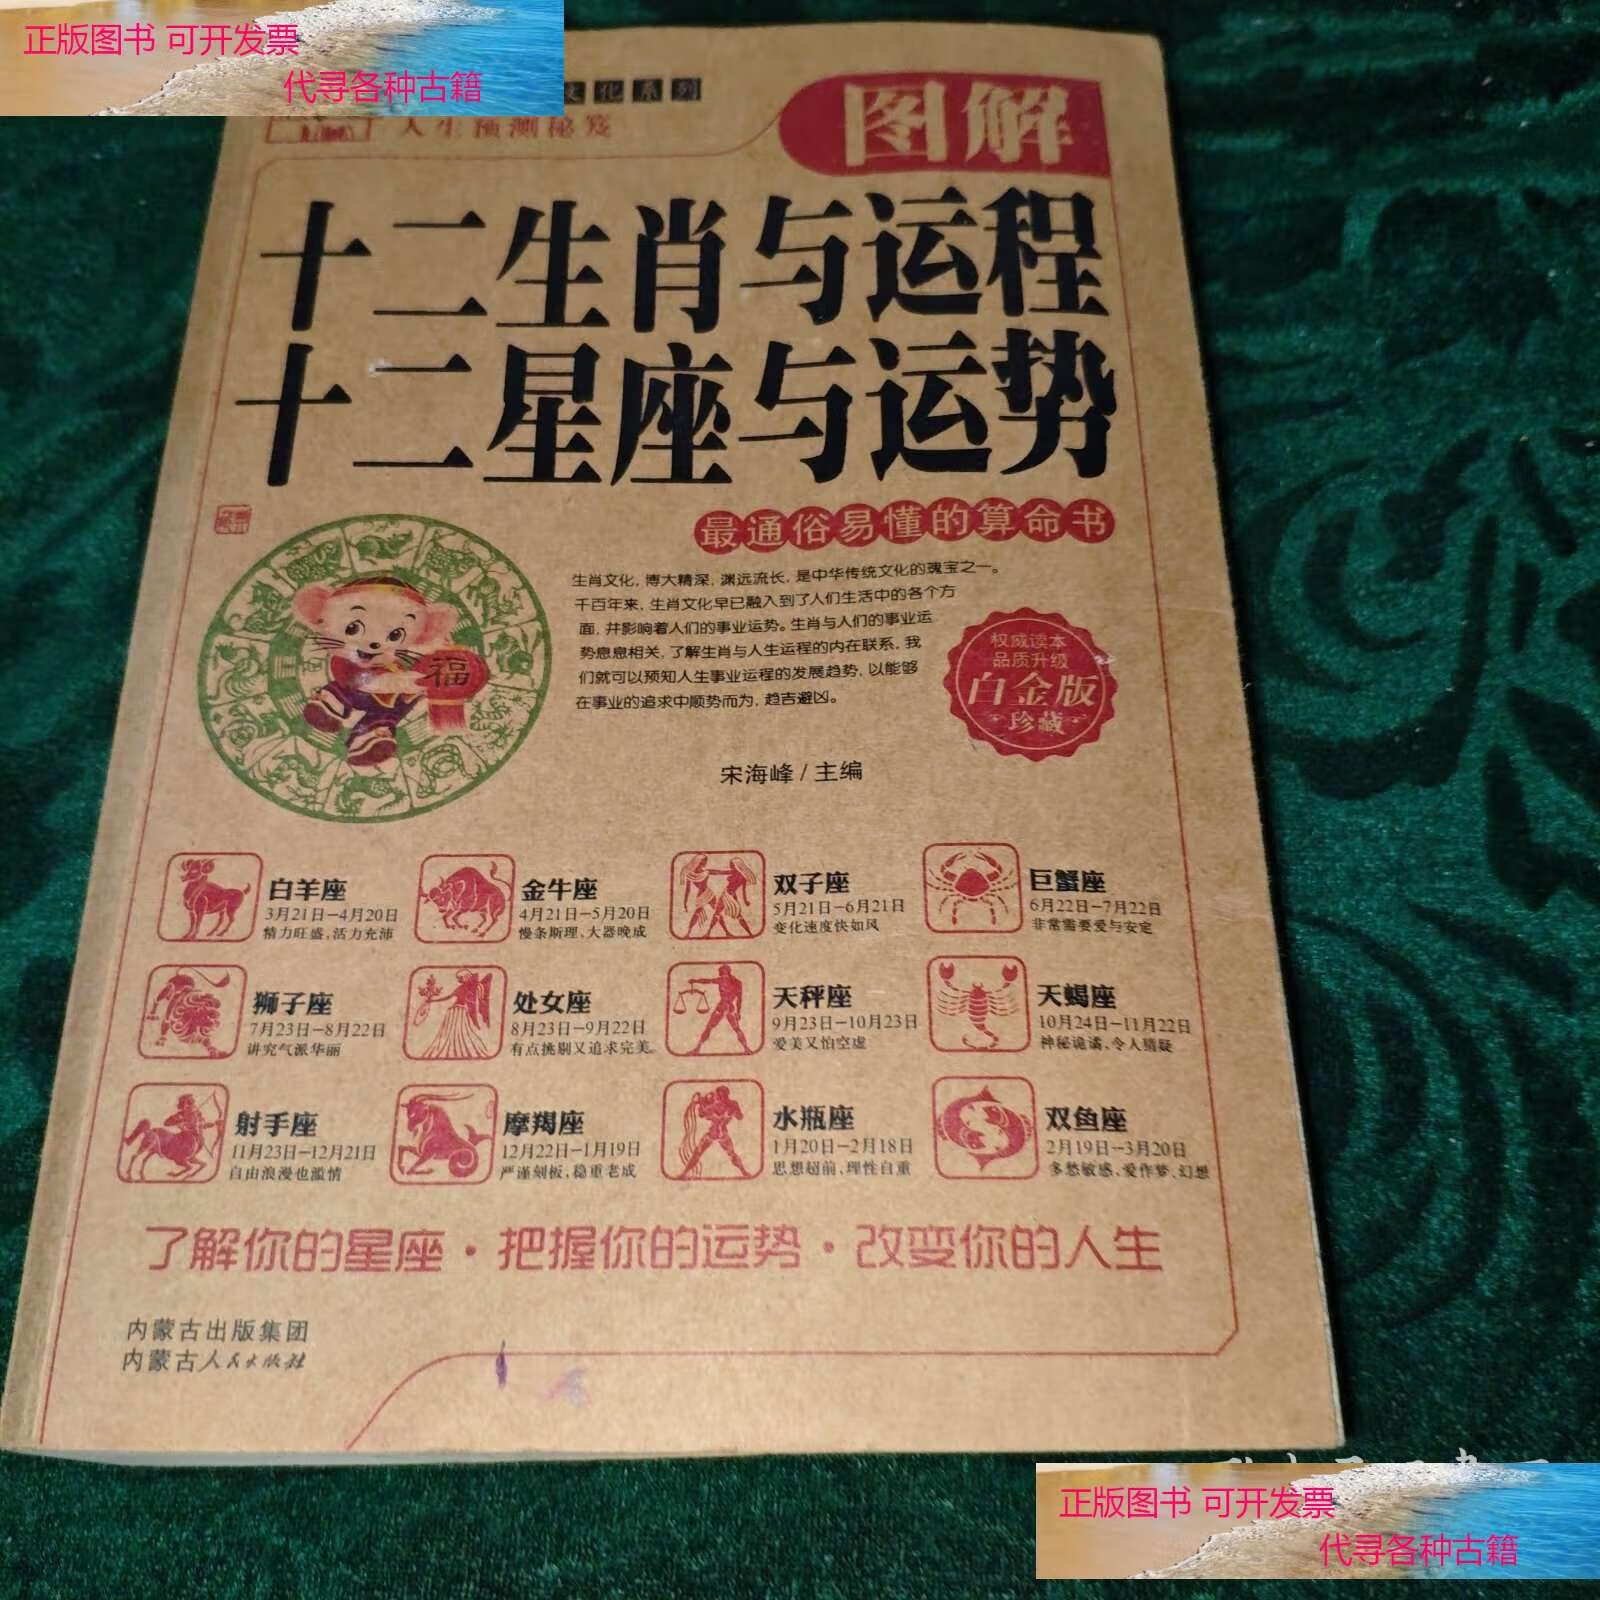 正版图书 可开发票
代寻各种古籍
文化系列
人生预测秘笈
图解
十二生肖与运程
十二星座与运势
最通俗易懂的算命书
生肖文化，博大精深，渊远流长，是中华传统文化的瑰宝之一。
千百年来，生肖文化早已融入到了人们生活中的各个方
面，并影响着人们的事业运势。生肖与人们的事业运
势息息相关，了解生肖与人生运程的内在联系，我
们就可以预知人生事业运程的发展趋势，以能够
在事业的追求中顺势而为，趋吉避凶。
福
权威读本
品质升级
白金版
珍藏
宋海峰/主编
白羊座
3月21日-4月20日
精力旺盛，活力充沛
金牛座
4月21日-5月20日
慢条斯理、大器晚成
双子座
5月21日-6月21日
变化速度快如风
巨蟹座
6月22日-7月22日
非常需要爱与安定
狮子座
7月23日-8月22日
讲究气派华丽
处女座
8月23日-9月22日
有点挑剔又追求完美
天秤座
9月23日-10月23日
爱美又怕空虚
天蝎座
10月24日-11月22日
神秘诡谲，令人猜疑
射手座
11月23日-12月21日
自由浪漫也滥情
摩羯座
12月22日-1月19日
严谨刻板，稳重老成
水瓶座
1月20日-2月18日
思想超前，理性自重
双鱼座
2月19日-3月20日
多愁敏感，爱作梦、幻想
了解你的星座·把握你的运势·改变你的人生
内蒙古出版集团
内蒙古人民出版社
正版图书 可开发票
代寻各种古籍